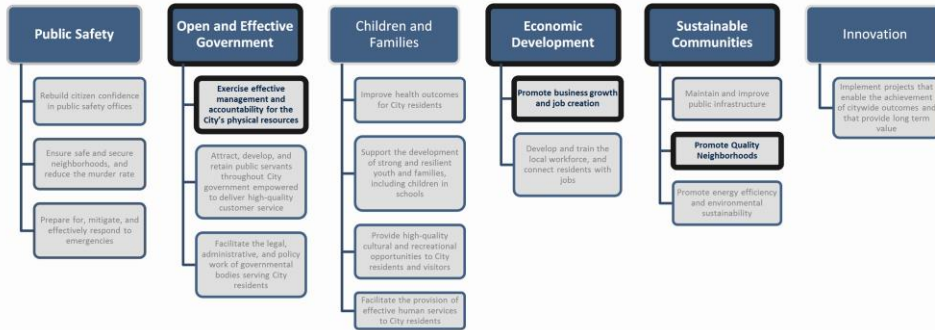 Public Safety
Rebuild citizen confidence
in public safety offices
Ensure safe and secure
neighborhoods, and
reduce the murder rate
Prepare for, mitigate, and
effectively respond to
emergencies
Open and Effective
Government
Exercise effective
management and
accountability for the
City's physical resources
Attract, develop, and
retain public servants
throughout City
government empowered
to deliver high-quality
customer service
Facilitate the legal,
administrative, and policy
work of governmental
bodies serving City
residents
Children and
Families
Improve health outcomes
for City residents
Support the development
of strong and resilient
youth and families,
including children in
schools
Provide high-quality
cultural and recreational
opportunities to City
residents and visitors
Facilitate the provision of
effective human services
to City residents
Economic
Development
Promote business growth
and job creation
Develop and train the
local workforce, and
connect residents with
jobs
Sustainable
Communities
Maintain and improve
public infrastructure
Promote Quality
Neighborhoods
Promote energy efficiency
and environmental
sustainability
Innovation
Implement projects that
enable the achievement
of citywide outcomes and
that provide long term
value